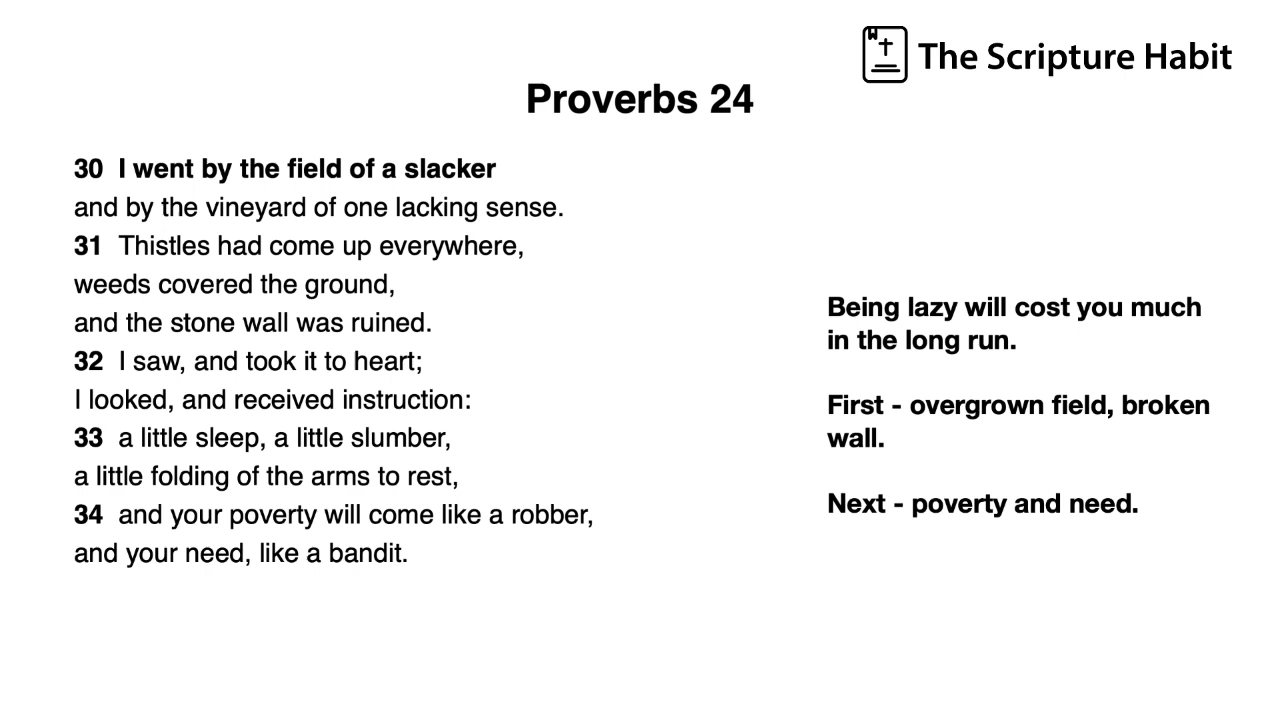 The Scripture Habit
Proverbs 24
30 I went by the field of a slacker
and by the vineyard of one lacking sense.
31 Thistles had come up everywhere,
weeds covered the ground,
and the stone wall was ruined.
32 I saw, and took it to heart;
I looked, and received instruction:
33 a little sleep, a little slumber,
a little folding of the arms to rest,
34 and your poverty will come like a robber,
and your need, like a bandit.
Being lazy will cost you much
in the long run.
First - overgrown field, broken
wall.
Next - poverty and need.